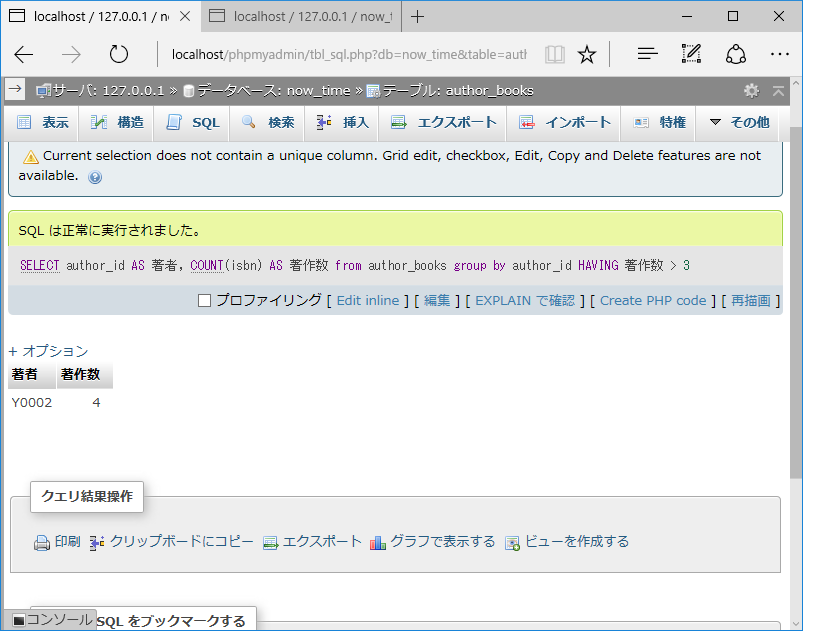 localhost / 127.0.0.1 / n
localhost / 127.0.0.1 / now_t
localhost/phpmyadmin/tbl_sql.php?db=now_time&table=auth
サーバ: 127.0.0.1 » データベース: now_time » テーブル: author_books
表示 構造 SQL 検索 挿入 エクスポート インポート 特権 その他
Current selection does not contain a unique column. Grid edit, checkbox, Edit, Copy and Delete features are not
available.
SQL は正常に実行されました。
SELECT author_id AS 著者, COUNT(isbn) AS 著作数 from author_books group by author_id HAVING 著作数 > 3
プロファイリング [ Edit inline ] [ 編集 ] [ EXPLAIN で確認 ] [ Create PHP code ] [ 再描画 ]
+ オプション
著者 著作数
Y0002 4
クエリ結果操作
印刷 クリップボードにコピー エクスポート グラフで表示する ビューを作成する
コンソール SQL をブックマークする